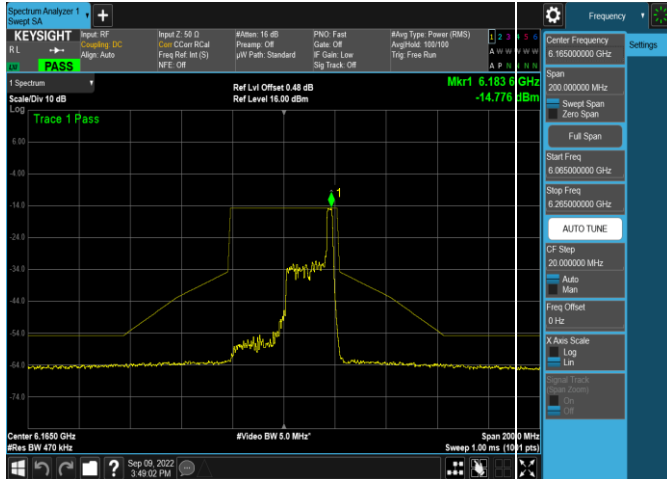 Spectrum Analyzer 1
Swept SA
+
KEYSIGHT
RL
PASS
Input: RF
Coupling: DC
Align: Auto
Input Z: 50 Ω
Corr CCorr RCal
Freq Ref: Int (S)
NFE: Off
#Atten: 16 dB
Preamp: Off
µW Path: Standard
PNO: Fast
Gate: Off
IF Gain: Low
Sig Track: Off
#Avg Type: Power (RMS)
Avg|Hold: 100/100
Trig: Free Run
1 2 3 4 5 6
A W W W W W
A P N N N N
1 Spectrum
Scale/Div 10 dB
Log
Ref Lvl Offset 0.48 dB
Ref Level 16.00 dBm
Mkr1 6.183 6 GHz
-14.776 dBm
Trace 1 Pass
1
6.00
-4.00
-14.0
-24.0
-34.0
-44.0
-54.0
-64.0
-74.0
Center 6.1650 GHz
#Res BW 470 kHz
#Video BW 5.0 MHz*
Span 200.0 MHz
Sweep 1.00 ms (1001 pts)
Sep 09, 2022
3:49:02 PM
Frequency
Settings
Center Frequency
6.165000000 GHz
Span
200.000000 MHz
Swept Span
Zero Span
Full Span
Start Freq
6.065000000 GHz
Stop Freq
6.265000000 GHz
AUTO TUNE
CF Step
20.000000 MHz
Auto
Man
Freq Offset
0 Hz
X Axis Scale
Log
Lin
Signal Track
(Span Zoom)
On
Off